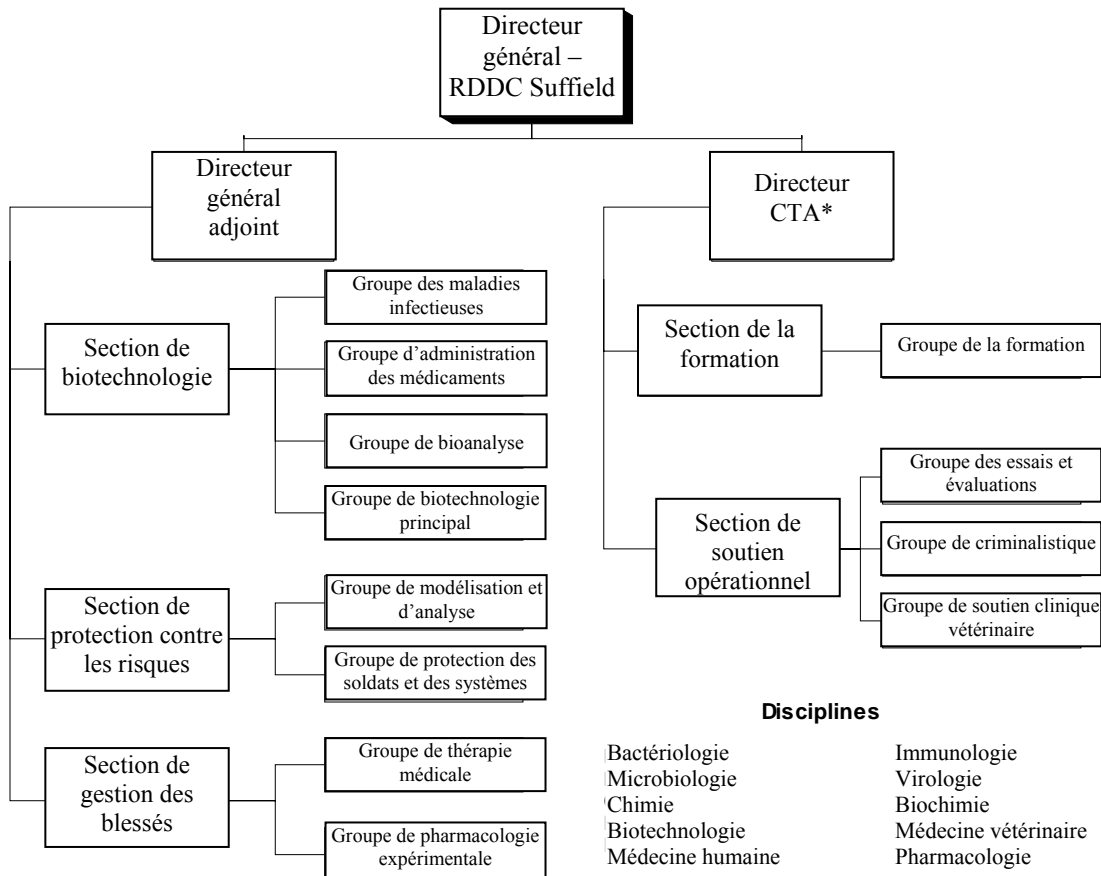 Directeur
général –
RDDC Suffield
Directeur
général
adjoint
Directeur
CTA*
Section de
biotechnologie
Groupe des maladies
infectieuses
Groupe d’administration
des médicaments
Groupe de bioanalyse
Groupe de biotechnologie
principal
Section de
protection contre
les risques
Groupe de modélisation et
d’analyse
Groupe de protection des
soldats et des systèmes
Section de
gestion des
blessés
Groupe de thérapie
médicale
Groupe de pharmacologie
expérimentale
Section de la
formation
Groupe de la formation
Section de
soutien
opérationnel
Groupe des essais et
évaluations
Groupe de criminalistique
Groupe de soutien clinique
vétérinaire
Disciplines
Bactériologie
Microbiologie
Chimie
Biotechnologie
Médecine humaine
Immunologie
Virologie
Biochimie
Médecine vétérinaire
Pharmacologie